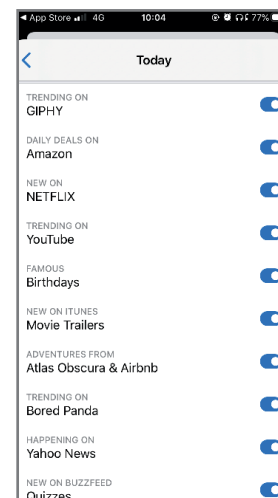 App Store 4G 10:04 77%
Today
TRENDING ON
GIPHY
DAILY DEALS ON
Amazon
NEW ON
NETFLIX
TRENDING ON
YouTube
FAMOUS
Birthdays
NEW ON ITUNES
Movie Trailers
ADVENTURES FROM
Atlas Obscura & Airbnb
TRENDING ON
Bored Panda
HAPPENING ON
Yahoo News
NEW ON BUZZFEED
Quizzes